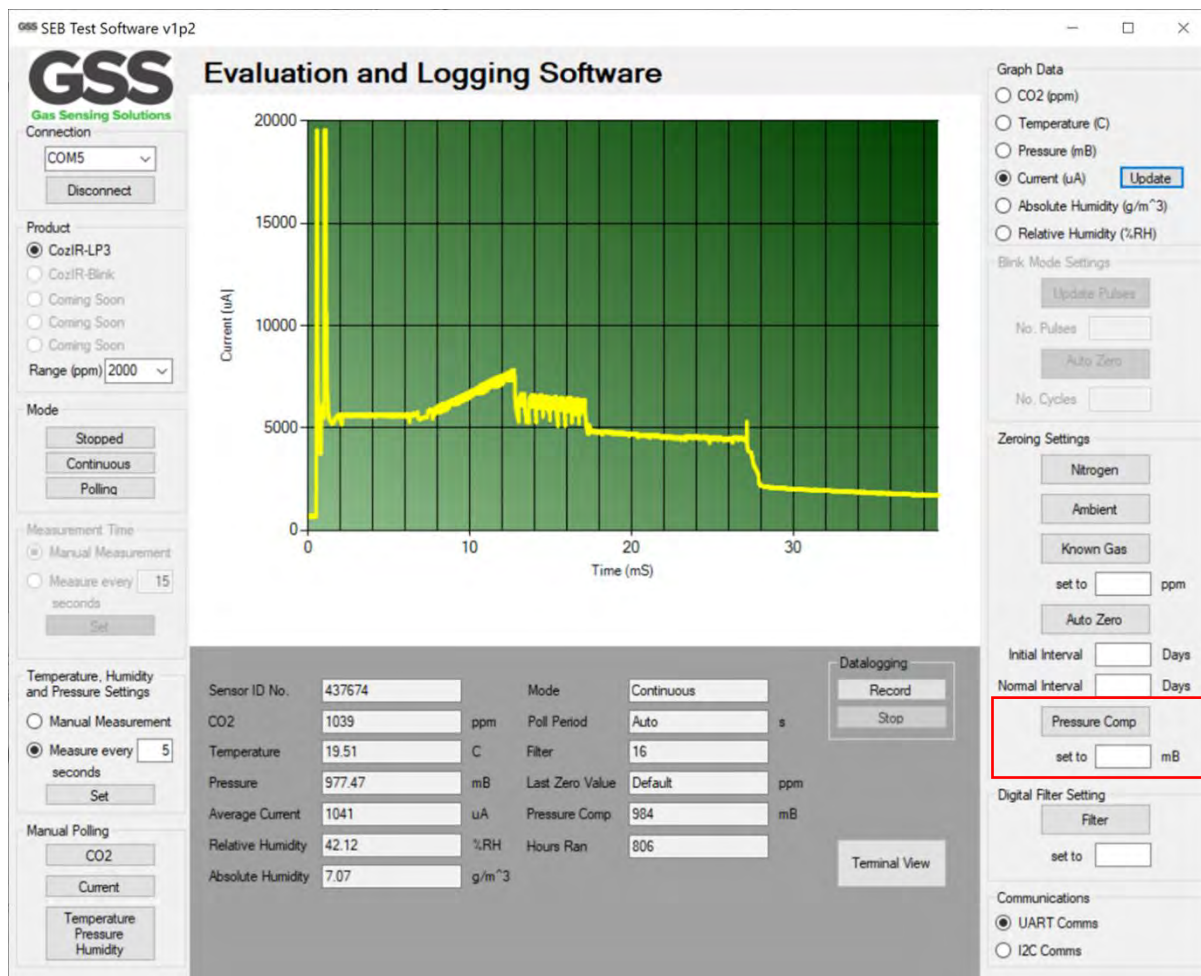 GSS SEB Test Software v1p2
GSS
Gas Sensing Solutions
Evaluation and Logging Software
Connection
COM5
Disconnect
Product
CozIR-LP3
CozIR-Blink
Coming Soon
Coming Soon
Coming Soon
Range (ppm) 2000
Mode
Stopped
Continuous
Polling
Measurement Time
Manual Measurement
Measure every 15
seconds
Set
Temperature, Humidity
and Pressure Settings
Manual Measurement
Measure every 5
seconds
Set
Manual Polling
CO2
Current
Temperature
Pressure
Humidity
20000
15000
10000
5000
0
Current (uA)
0 10 20 30
Time (mS)
Sensor ID No. 437674
CO2 1039 ppm
Temperature 19.51 C
Pressure 977.47 mB
Average Current 1041 uA
Relative Humidity 42.12 %RH
Absolute Humidity 7.07 g/m^3
Mode Continuous
Poll Period Auto s
Filter 16
Last Zero Value Default ppm
Pressure Comp 984 mB
Hours Ran 806
Datalogging
Record
Stop
Terminal View
Graph Data
CO2 (ppm)
Temperature (C)
Pressure (mB)
Current (uA) Update
Absolute Humidity (g/m^3)
Relative Humidity (%RH)
Blink Mode Settings
Update Pulses
No. Pulses
Auto Zero
No. Cycles
Zeroing Settings
Nitrogen
Ambient
Known Gas
set to ppm
Auto Zero
Initial Interval Days
Normal Interval Days
Pressure Comp
set to mB
Digital Filter Setting
Filter
set to
Communications
UART Comms
I2C Comms